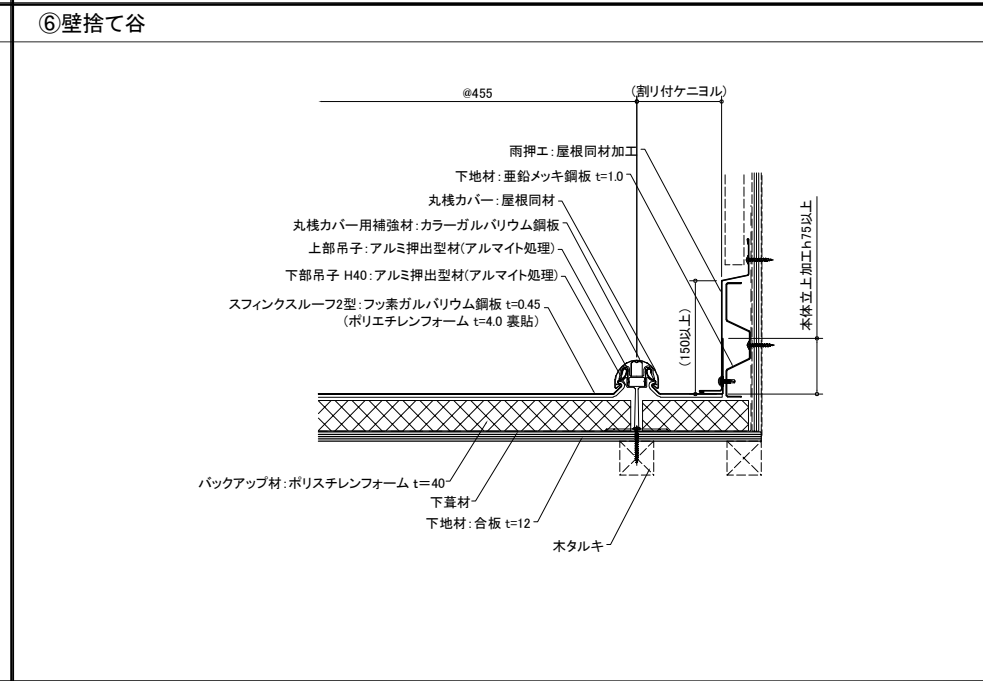 ⑥壁捨て谷
@455
(割り付ケニヨル)
雨押エ:屋根同材加工
下地材:亜鉛メッキ鋼板 t=1.0
丸桟カバー:屋根同材
丸桟カバー用補強材:カラーガルバリウム鋼板
上部吊子:アルミ押出型材(アルマイト処理)
下部吊子 H40:アルミ押出型材(アルマイト処理)
スフィンクスルーフ2型:フッ素ガルバリウム鋼板 t=0.45
(ポリエチレンフォーム t=4.0 裏貼)
(150以上)
本体立上加工h75以上
バックアップ材:ポリスチレンフォーム t=40
下葺材
下地材:合板 t=12
木タルキ